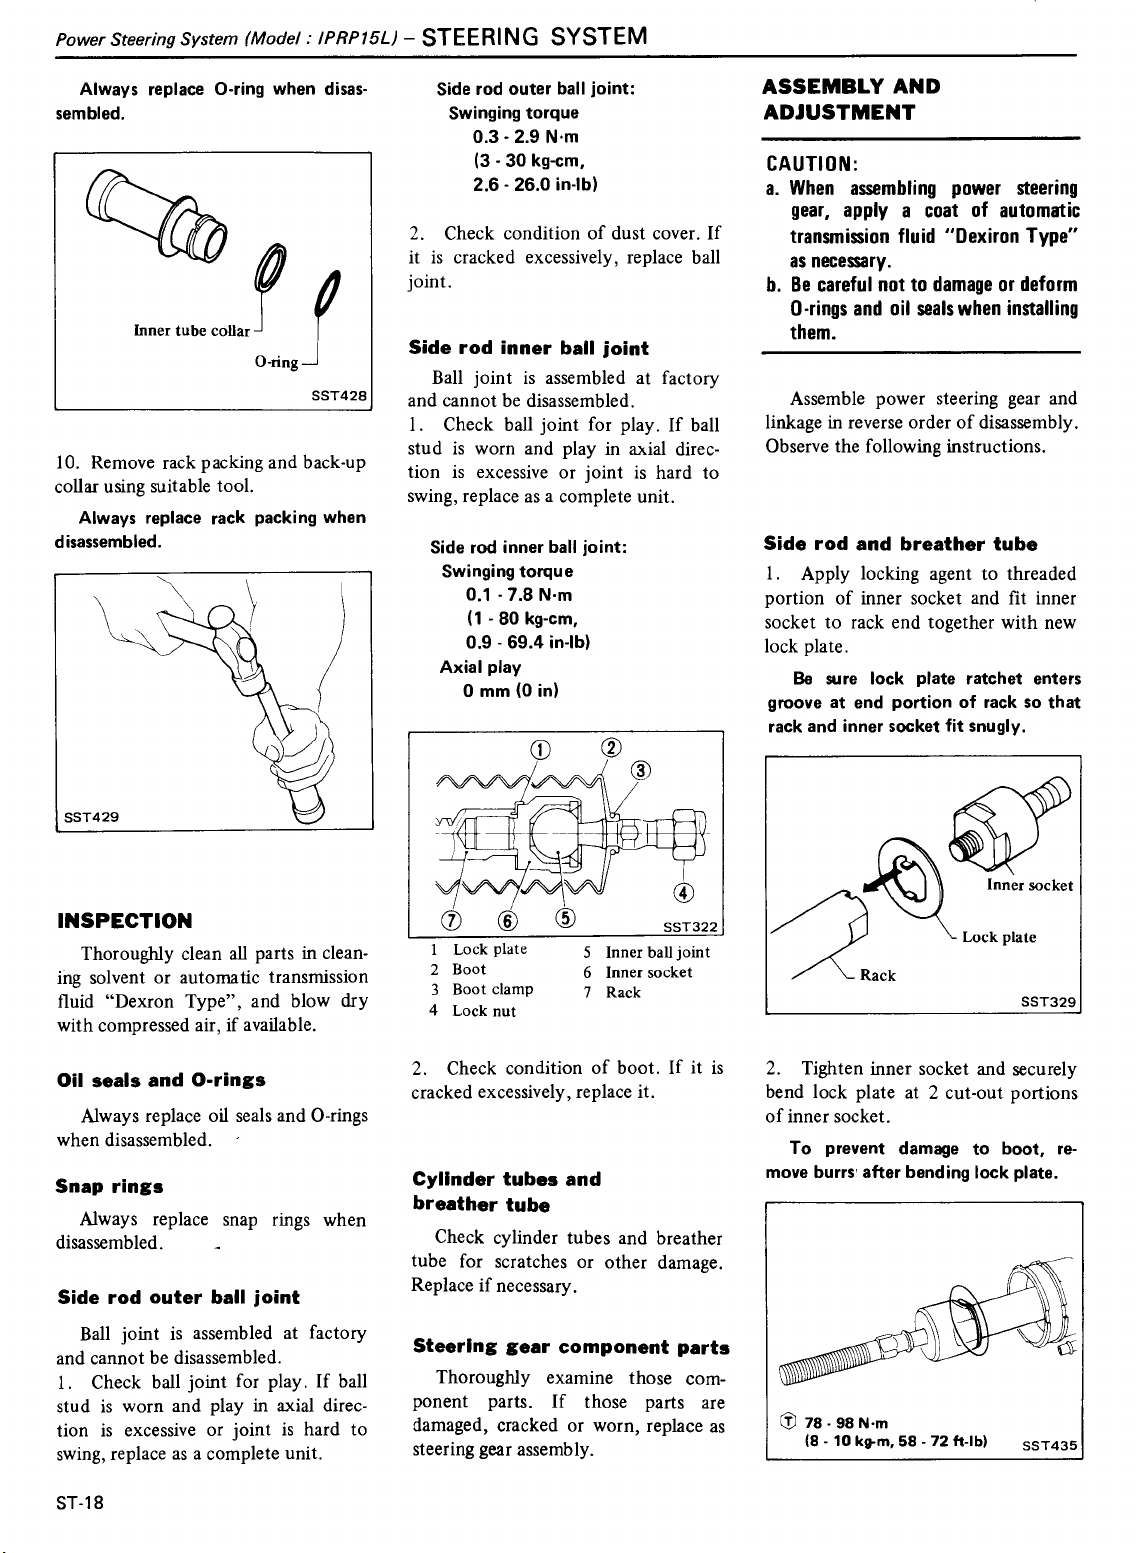 Power Steering System (Model : IPRP15L) – STEERING SYSTEM
Always replace O-ring when disas-
sembled.
Inner tube collar
O-ring
SST428
10. Remove rack packing and back-up
collar using suitable tool.
Always replace rack packing when
disassembled.
SST429
INSPECTION
Thoroughly clean all parts in clean-
ing solvent or automatic transmission
fluid “Dexron Type”, and blow dry
with compressed air, if available.
Oil seals and O-rings
Always replace oil seals and O-rings
when disassembled.
Snap rings
Always replace snap rings when
disassembled.
Side rod outer ball joint
Ball joint is assembled at factory
and cannot be disassembled.
1. Check ball joint for play. If ball
stud is worn and play in axial direc-
tion is excessive or joint is hard to
swing, replace as a complete unit.
Side rod outer ball joint:
Swinging torque
0.3 - 2.9 N·m
(3 - 30 kg-cm,
2.6 - 26.0 in-lb)
2. Check condition of dust cover. If
it is cracked excessively, replace ball
joint.
Side rod inner ball joint
Ball joint is assembled at factory
and cannot be disassembled.
1. Check ball joint for play. If ball
stud is worn and play in axial direc-
tion is excessive or joint is hard to
swing, replace as a complete unit.
Side rod inner ball joint:
Swinging torque
0.1 - 7.8 N·m
(1 - 80 kg-cm,
0.9 - 69.4 in-lb)
Axial play
0 mm (0 in)
① ②
③
④
⑦ ⑥ ⑤
SST322
1 Lock plate
2 Boot
3 Boot clamp
4 Lock nut
5 Inner ball joint
6 Inner socket
7 Rack
2. Check condition of boot. If it is
cracked excessively, replace it.
Cylinder tubes and
breather tube
Check cylinder tubes and breather
tube for scratches or other damage.
Replace if necessary.
Steering gear component parts
Thoroughly examine those com-
ponent parts. If those parts are
damaged, cracked or worn, replace as
steering gear assembly.
ASSEMBLY AND
ADJUSTMENT
CAUTION:
a. When assembling power steering
gear, apply a coat of automatic
transmission fluid "Dexiron Type"
as necessary.
b. Be careful not to damage or deform
O-rings and oil seals when installing
them.
Assemble power steering gear and
linkage in reverse order of disassembly.
Observe the following instructions.
Side rod and breather tube
1. Apply locking agent to threaded
portion of inner socket and fit inner
socket to rack end together with new
lock plate.
Be sure lock plate ratchet enters
groove at end portion of rack so that
rack and inner socket fit snugly.
Inner socket
Lock plate
Rack
SST329
2. Tighten inner socket and securely
bend lock plate at 2 cut-out portions
of inner socket.
To prevent damage to boot, re-
move burrs after bending lock plate.
Ⓣ 78 - 98 N·m
(8 - 10 kg-m, 58 - 72 ft-lb)
SST435
ST-18